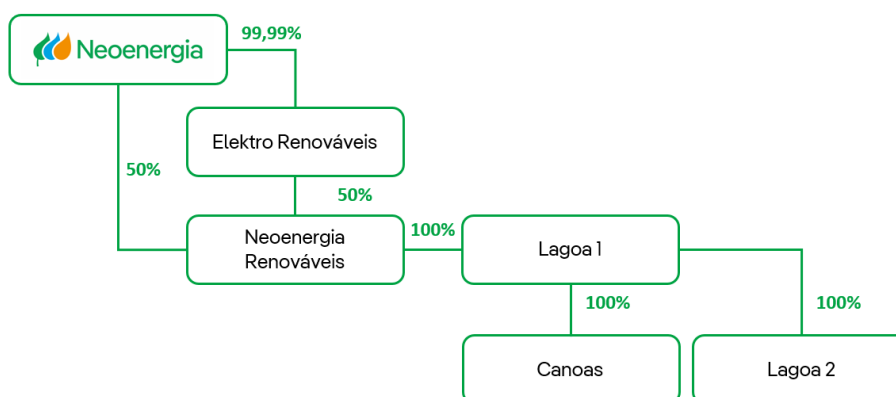 Neoenergia
99,99%
Elektro Renováveis
50%
50%
Neoenergia
Renováveis
100%
Lagoa 1
100%
100%
Canoas
Lagoa 2